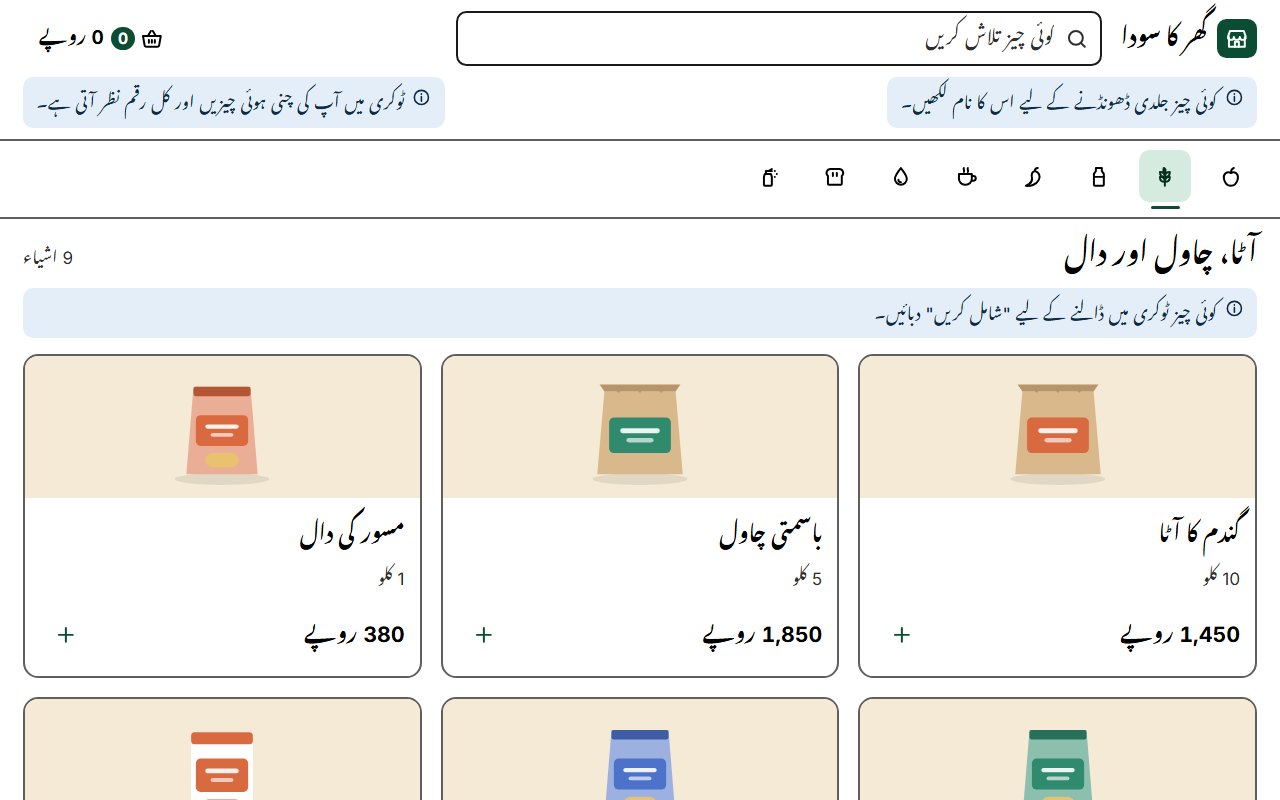 گھر کا سودا
کوئی چیز تلاش کریں
0 0 روپے
کوئی چیز جلدی ڈھونڈنے کے لیے اس کا نام لکھیں۔
ٹوکری میں آپ کی چنی ہوئی چیزیں اور کل رقم نظر آتی ہے۔
آٹا، چاول اور دال
9 اشیاء
کوئی چیز ٹوکری میں ڈالنے کے لیے "شامل کریں" دبائیں۔
گندم کا آٹا
10 کلو
1,450 روپے
باسمتی چاول
5 کلو
1,850 روپے
مسور کی دال
1 کلو
380 روپے